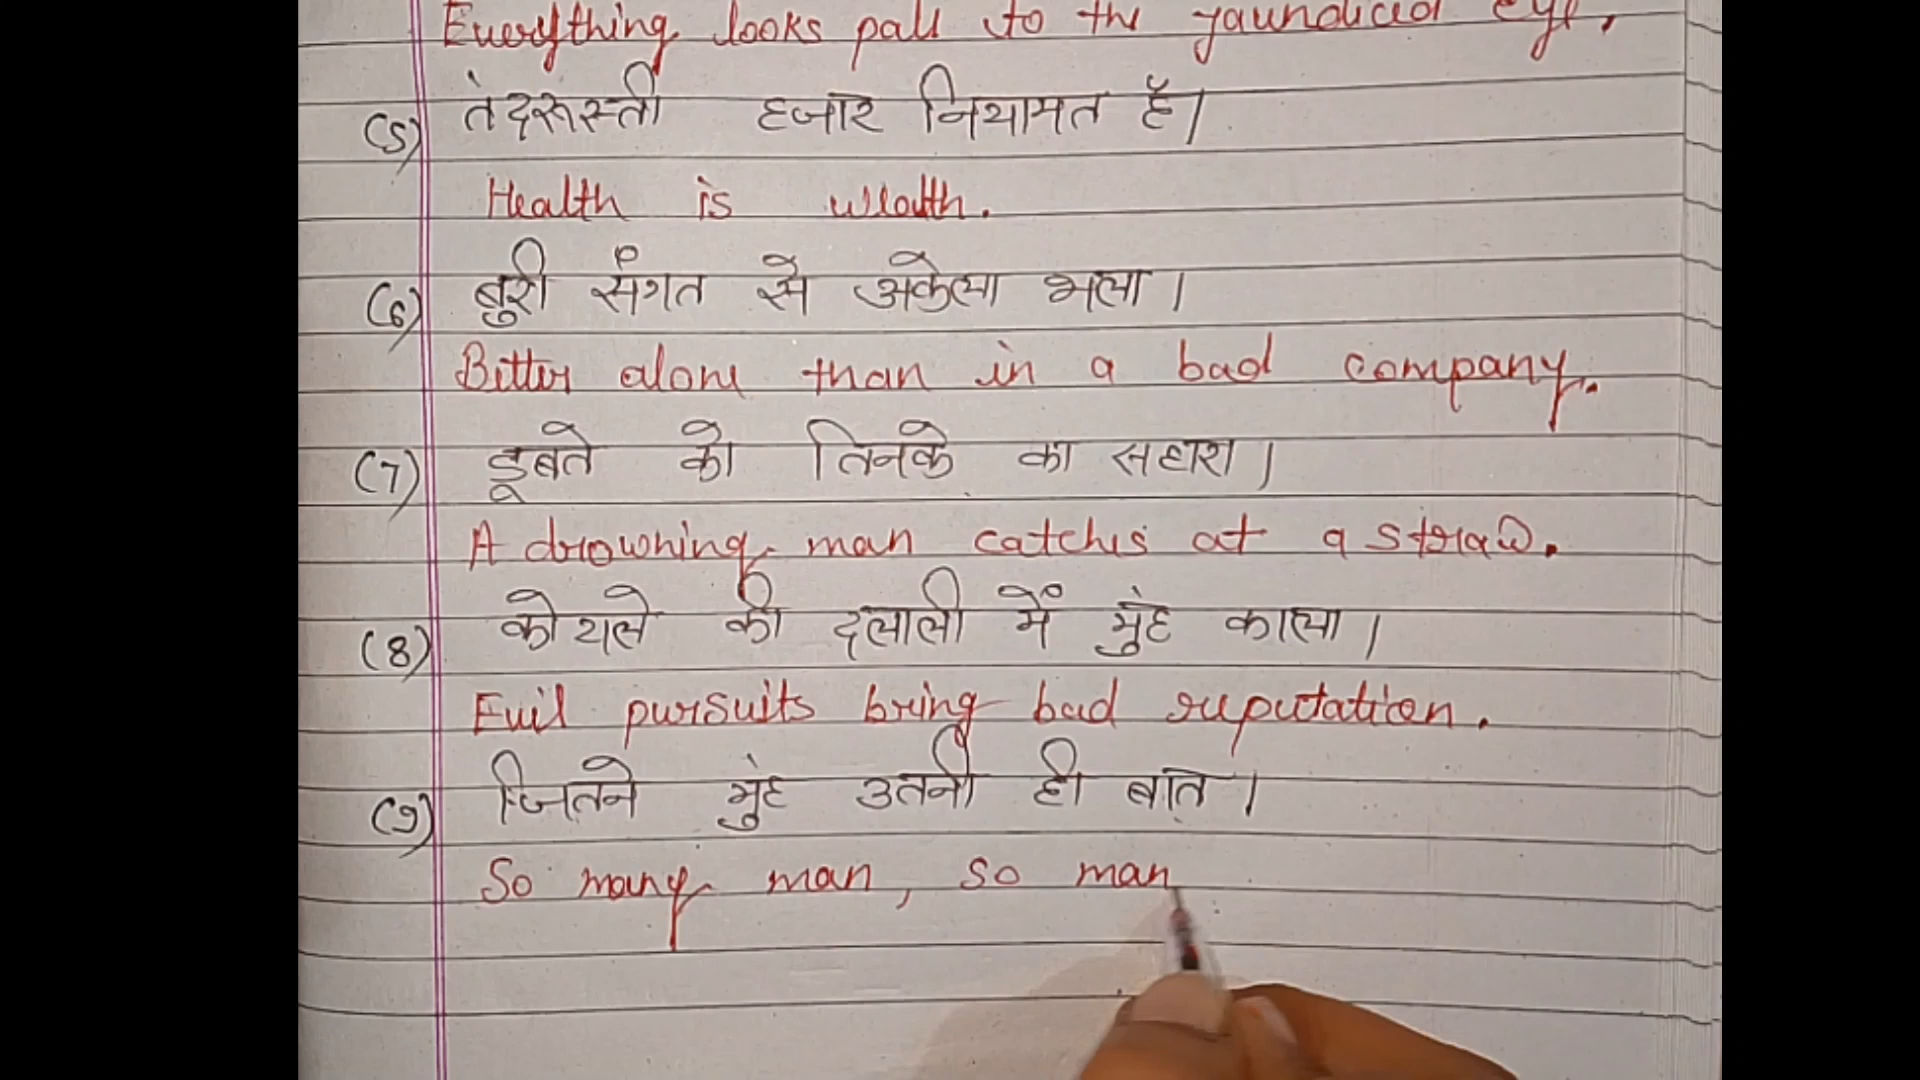 Everything looks pale to the jaundiced eye.
(5) तंदरूस्ती हजार नियामत है।
Health is wealth.
(6) बुरी संगत से अकेला भला।
Better alone than in a bad company.
(7) डूबते को तिनके का सहारा।
A drowning man catches at a straw.
(8) कोयले की दलाली में मुंह काला।
Evil pursuits bring bad reputation.
(9) जितने मुंह उतनी ही बाते।
So many man, so man